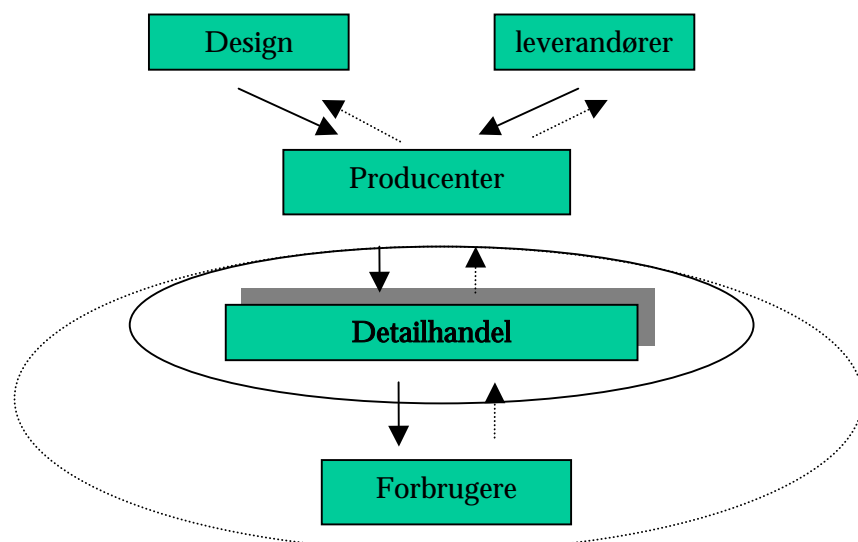 Design
leverandører
Producenter
Detailhandel
Forbrugere